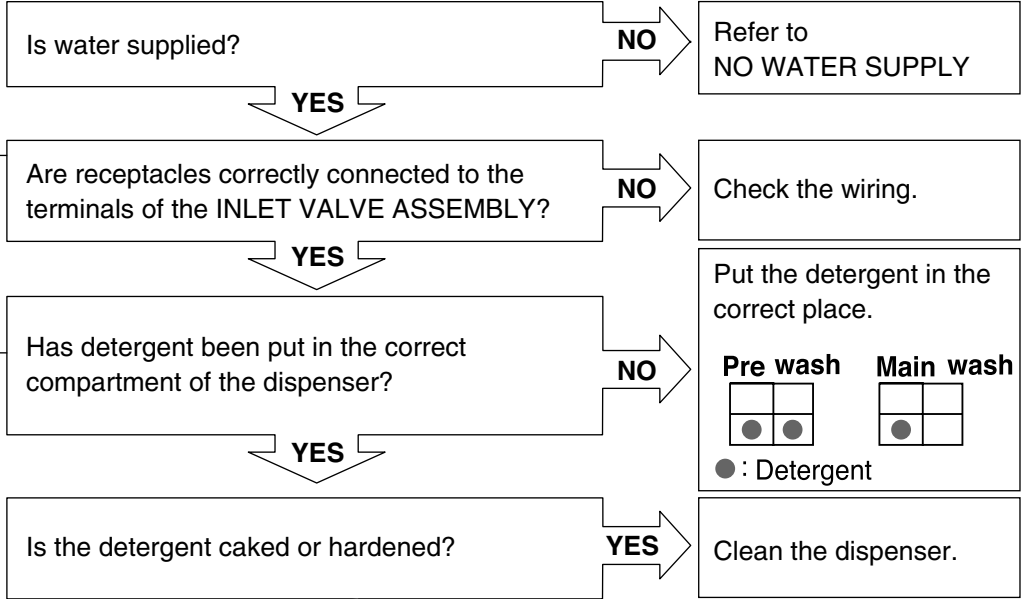 Is water supplied?
NO
Refer to
NO WATER SUPPLY
YES
Are receptacles correctly connected to the
terminals of the INLET VALVE ASSEMBLY?
NO
Check the wiring.
YES
Has detergent been put in the correct
compartment of the dispenser?
NO
Put the detergent in the
correct place.
Pre wash
Main wash
: Detergent
YES
Is the detergent caked or hardened?
YES
Clean the dispenser.